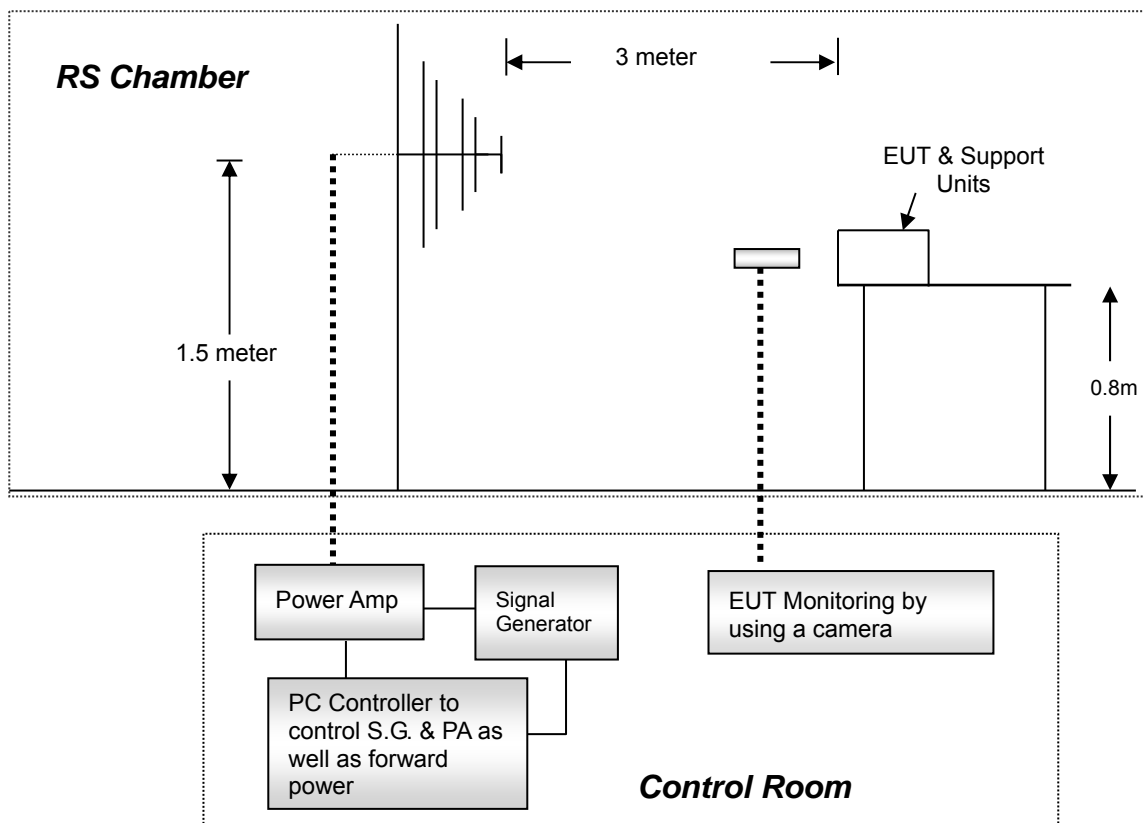 3 meter
RS Chamber
EUT & Support
Units
1.5 meter
0.8m
Power Amp
Signal
Generator
EUT Monitoring by
using a camera
PC Controller to
control S.G. & PA as
well as forward
power
Control Room